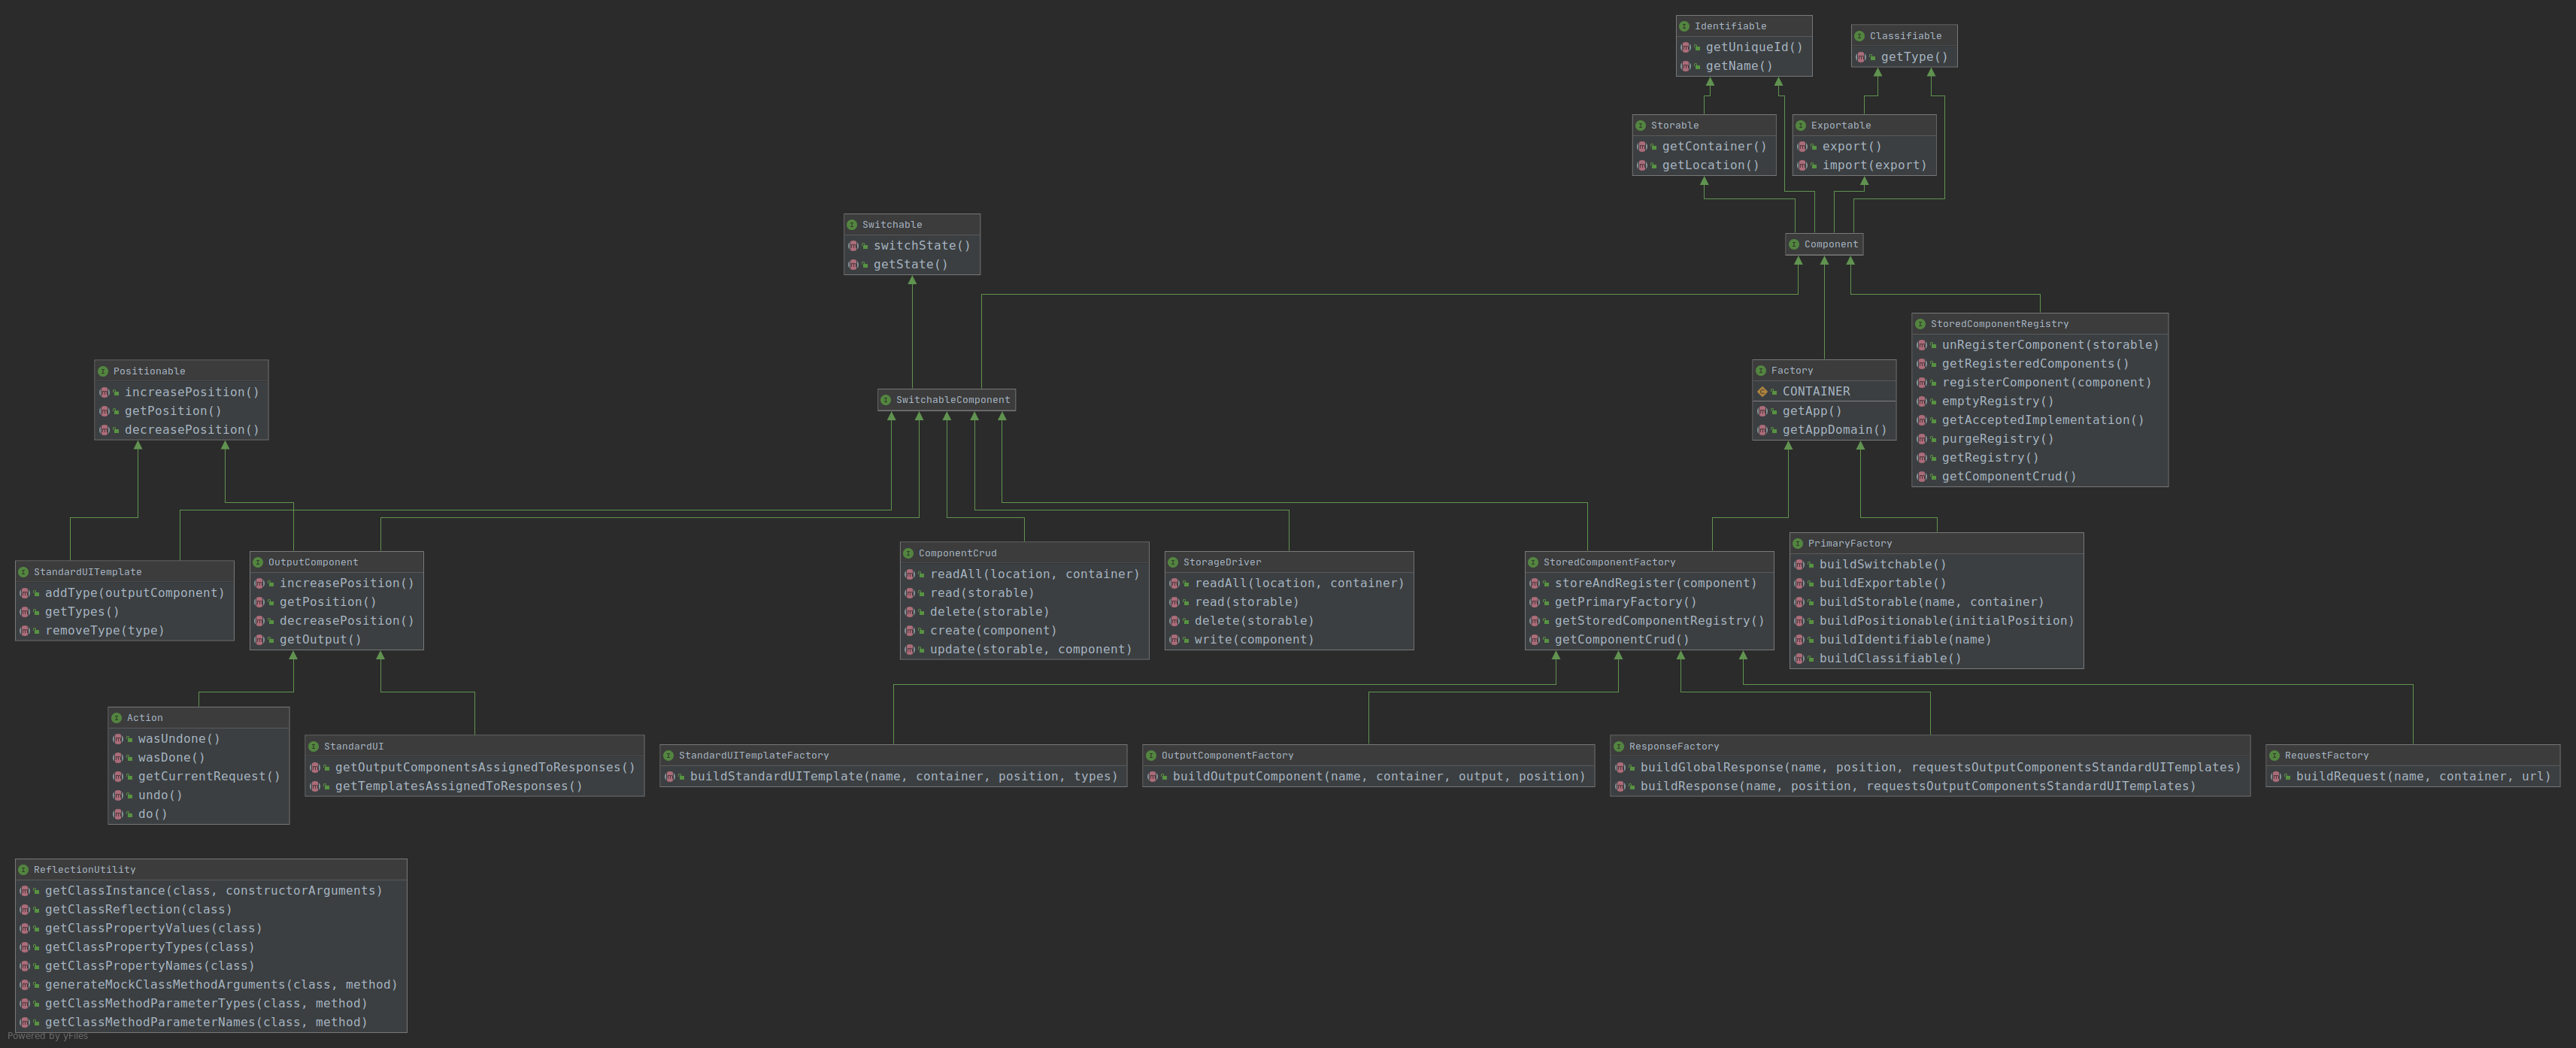 Identifiable
getUniqueId()
getName()
Classifiable
getType()
Storable
getContainer()
getLocation()
Exportable
export()
import(export)
Switchable
switchState()
getState()
Component
StoredComponentRegistry
unRegisterComponent(storable)
getRegisteredComponents()
registerComponent(component)
emptyRegistry()
getAcceptedImplementation()
purgeRegistry()
getRegistry()
getComponentCrud()
Positionable
increasePosition()
getPosition()
decreasePosition()
SwitchableComponent
Factory
CONTAINER
getApp()
getAppDomain()
StandardUITemplate
addType(outputComponent)
getTypes()
removeType(type)
OutputComponent
increasePosition()
getPosition()
decreasePosition()
getOutput()
ComponentCrud
readAll(location, container)
read(storable)
delete(storable)
create(component)
update(storable, component)
StorageDriver
readAll(location, container)
read(storable)
delete(storable)
write(component)
StoredComponentFactory
storeAndRegister(component)
getPrimaryFactory()
getStoredComponentRegistry()
getComponentCrud()
PrimaryFactory
buildSwitchable()
buildExportable()
buildStorable(name, container)
buildPositionable(initialPosition)
buildIdentifiable(name)
buildClassifiable()
Action
wasUndone()
wasDone()
getCurrentRequest()
undo()
do()
StandardUI
getOutputComponentsAssignedToResponses()
getTemplatesAssignedToResponses()
StandardUITemplateFactory
buildStandardUITemplate(name, container, position, types)
OutputComponentFactory
buildOutputComponent(name, container, output, position)
ResponseFactory
buildGlobalResponse(name, position, requestsOutputComponentsStandardUITemplates)
buildResponse(name, position, requestsOutputComponentsStandardUITemplates)
RequestFactory
buildRequest(name, container, url)
ReflectionUtility
getClassInstance(class, constructorArguments)
getClassReflection(class)
getClassPropertyValues(class)
getClassPropertyTypes(class)
getClassPropertyNames(class)
generateMockClassMethodArguments(class, method)
getClassMethodParameterTypes(class, method)
getClassMethodParameterNames(class, method)
Powered by yFiles